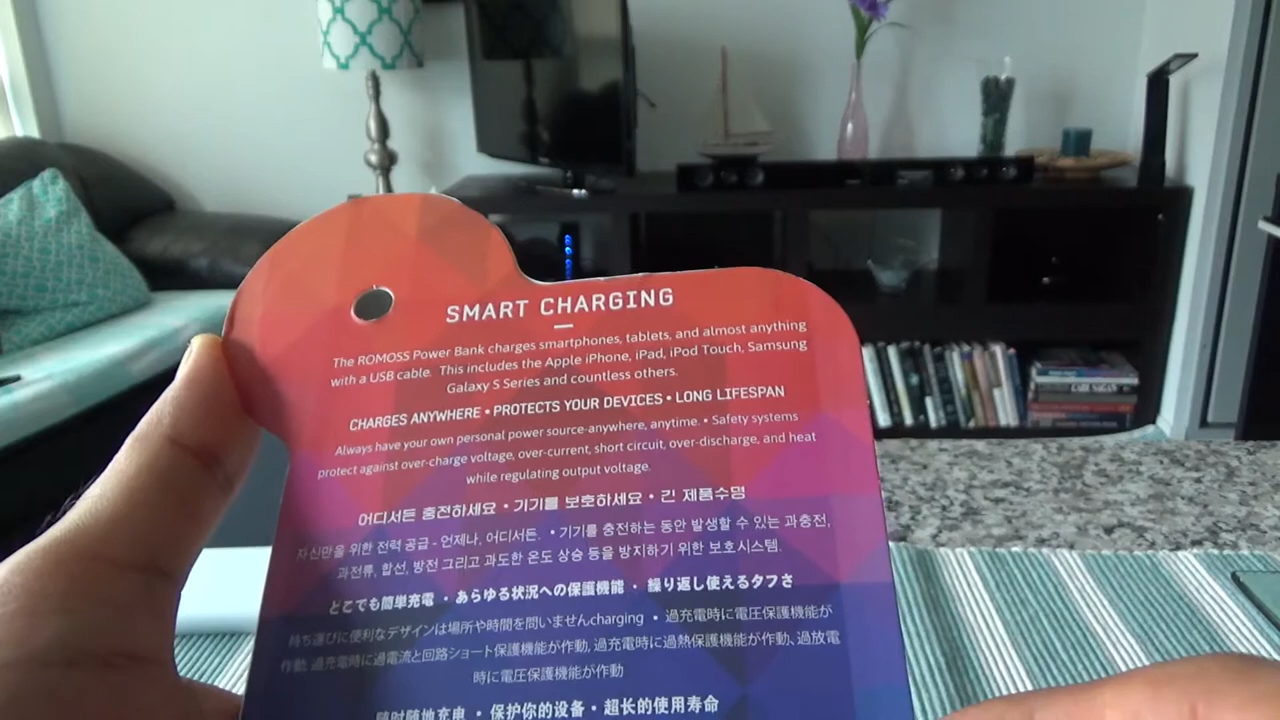 SMART CHARGING
The ROMOSS Power Bank charges smartphones, tablets, and almost anything
with a USB cable. This includes the Apple iPhone, iPad, iPod Touch, Samsung
Galaxy S Series and countless others.
CHARGES ANYWHERE • PROTECTS YOUR DEVICES • LONG LIFESPAN
Always have your own personal power source-anywhere, anytime. • Safety systems
protect against over-charge voltage, over-current, short circuit, over-discharge, and heat
while regulating output voltage.
어디서든 충전하세요 • 기기를 보호하세요 • 긴 제품수명
자신만을 위한 전력 공급 - 언제나, 어디서든. • 기기를 충전하는 동안 발생할 수 있는 과충전,
과전류, 합선, 방전 그리고 과도한 온도 상승 등을 방지하기 위한 보호시스템.
どこでも簡単充電 • あらゆる状況への保護機能 • 繰り返し使えるタフさ
持ち運びに便利なデザインは場所や時間を問いませんcharging • 過充電時に電圧保護機能が
作動, 過充電時に過電流と回路ショート保護機能が作動, 過充電時に過熱保護機能が作動、過放電
時に電圧保護機能が作動
随时随地充电 • 保护你的设备 • 超长的使用寿命